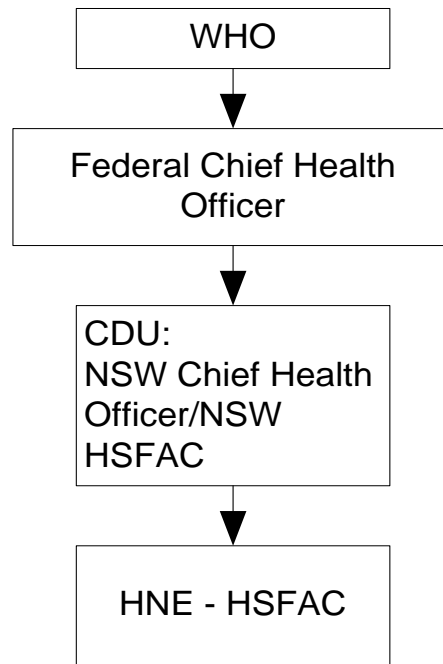 WHO
Federal Chief Health
Officer
CDU:
NSW Chief Health
Officer/NSW
HSFAC
HNE - HSFAC